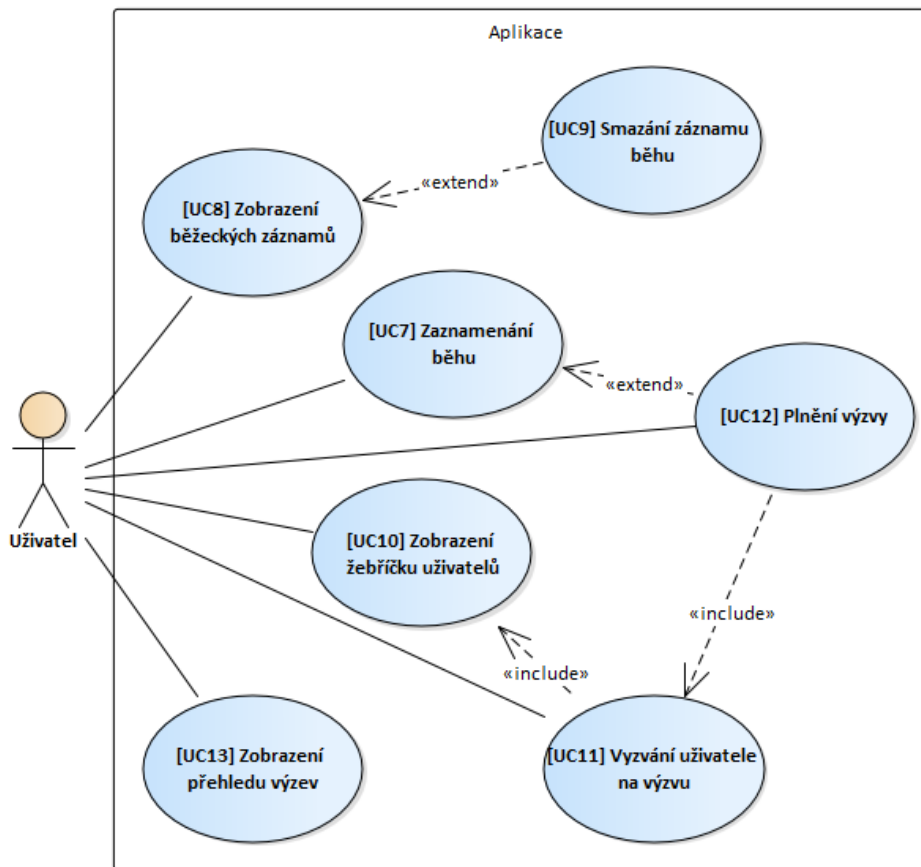 Aplikace
[UC9] Smazání záznamu
běhu
«extend»
[UC8] Zobrazení
běžeckých záznamů
[UC7] Zaznamenání
běhu
«extend»
[UC12] Plnění výzvy
Uživatel
[UC10] Zobrazení
žebříčku uživatelů
«include»
«include»
[UC13] Zobrazení
přehledu výzev
[UC11] Vyzvání uživatele
na výzvu